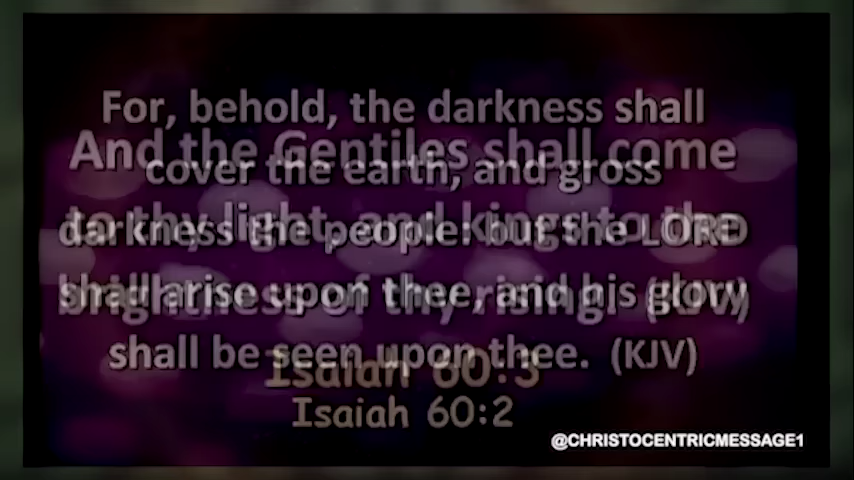 For, behold, the darkness shall
cover the earth, and gross
darkness the people: but the LORD
shall arise upon thee, and his glory
shall be seen upon thee. (KJV)
Isaiah 60:2
And the Gentiles shall come
to thy light, and kings to the
brightness of thy rising. (KJV)
Isaiah 60:3
@CHRISTOCENTRICMESSAGE1